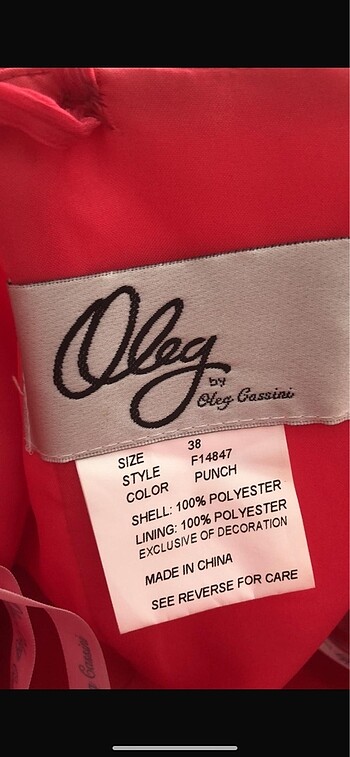 Oleg
by
Oleg Cassini
SIZE 38
STYLE F14847
COLOR PUNCH
SHELL: 100% POLYESTER
LINING: 100% POLYESTER
EXCLUSIVE OF DECORATION
MADE IN CHINA
SEE REVERSE FOR CARE
Cassini